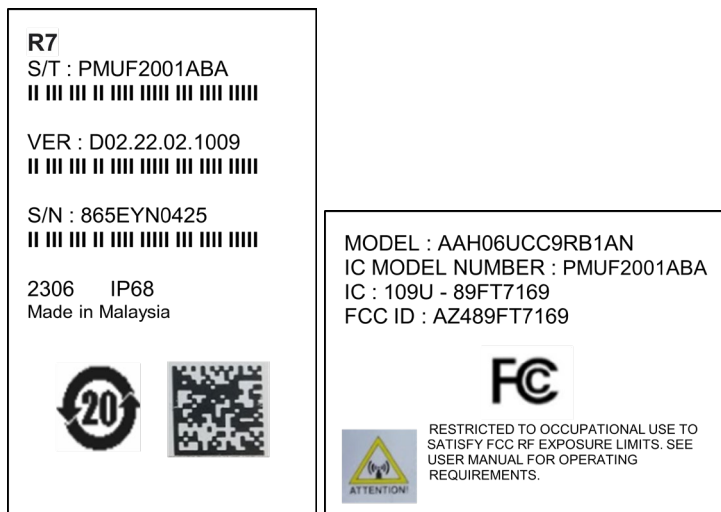 R7
S/T : PMUF2001ABA
VER : D02.22.02.1009
S/N : 865EYN0425
2306 IP68
Made in Malaysia
20
MODEL : AAH06UCC9RB1AN
IC MODEL NUMBER : PMUF2001ABA
IC : 109U - 89FT7169
FCC ID : AZ489FT7169
FC
ATTENTION!
RESTRICTED TO OCCUPATIONAL USE TO
SATISFY FCC RF EXPOSURE LIMITS. SEE
USER MANUAL FOR OPERATING
REQUIREMENTS.